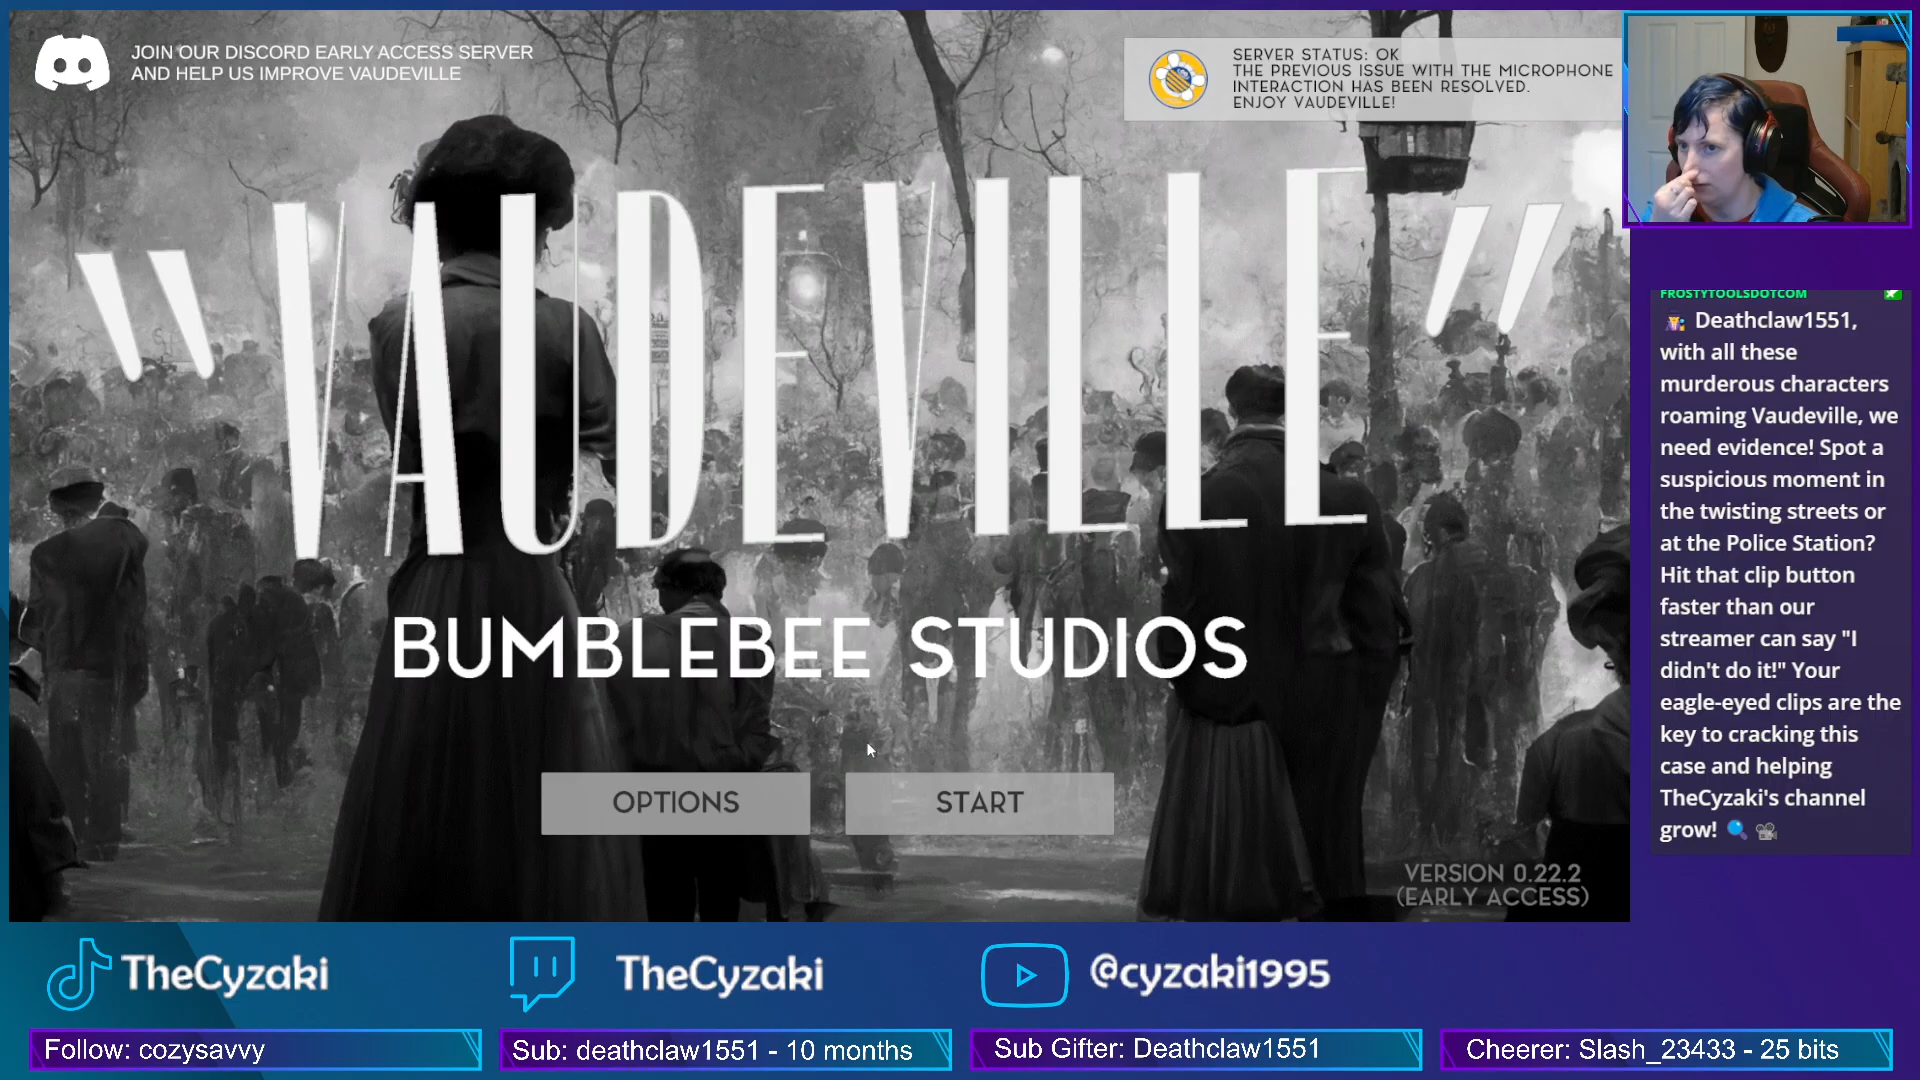 JOIN OUR DISCORD EARLY ACCESS SERVER
AND HELP US IMPROVE VAUDEVILLE
SERVER STATUS: OK
THE PREVIOUS ISSUE WITH THE MICROPHONE
INTERACTION HAS BEEN RESOLVED.
ENJOY VAUDEVILLE!
"VAUDEVILLE"
BUMBLEBEE STUDIOS
OPTIONS
START
VERSION 0.22.2
(EARLY ACCESS)
FROSTYTOOLSDOTCOM
Deathclaw1551,
with all these
murderous characters
roaming Vaudeville, we
need evidence! Spot a
suspicious moment in
the twisting streets or
at the Police Station?
Hit that clip button
faster than our
streamer can say "I
didn't do it!" Your
eagle-eyed clips are the
key to cracking this
case and helping
TheCyzaki's channel
grow!
TheCyzaki
TheCyzaki
@cyzaki1995
Follow: cozysavvy
Sub: deathclaw1551 - 10 months
Sub Gifter: Deathclaw1551
Cheerer: Slash_23433 - 25 bits